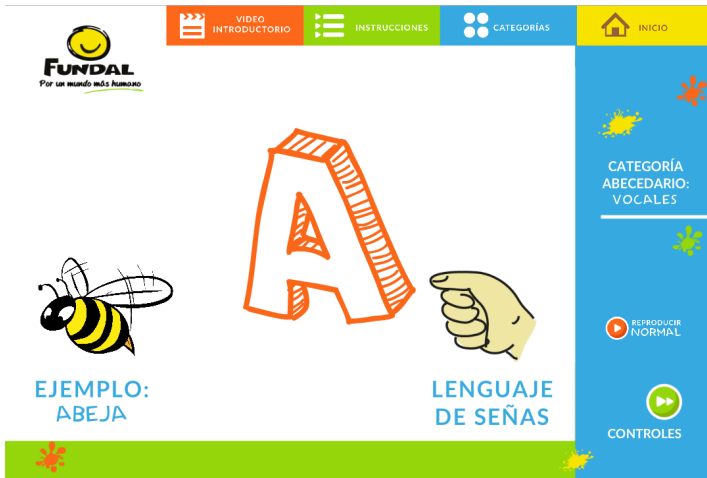 VIDEO
INTRODUCTORIO
INSTRUCCIONES
CATEGORÍAS
INICIO
FUNDAL
Por un mundo más humano
A
CATEGORÍA
ABECEDARIO:
VOCALES
REPRODUCIR
NORMAL
EJEMPLO:
ABEJA
LENGUAJE
DE SEÑAS
CONTROLES